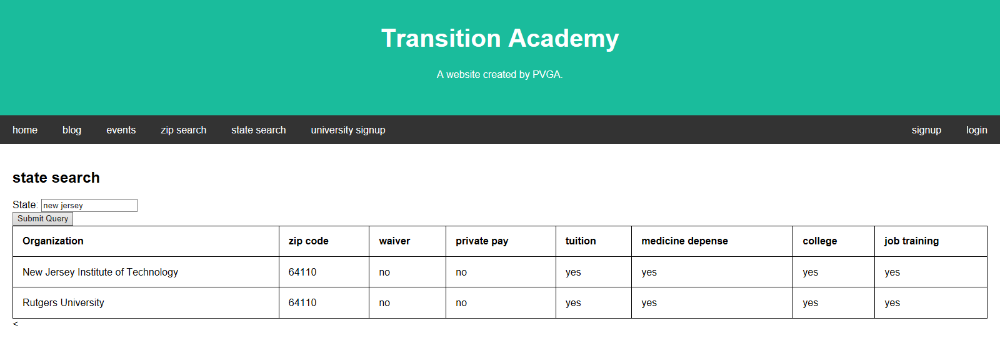 Transition Academy
A website created by PVGA.
home blog events zip search state search university signup signup login
state search
State: new jersey
Submit Query
Organization zip code waiver private pay tuition medicine depense college job training
New Jersey Institute of Technology 64110 no no yes yes yes yes
Rutgers University 64110 no no yes yes yes yes
<